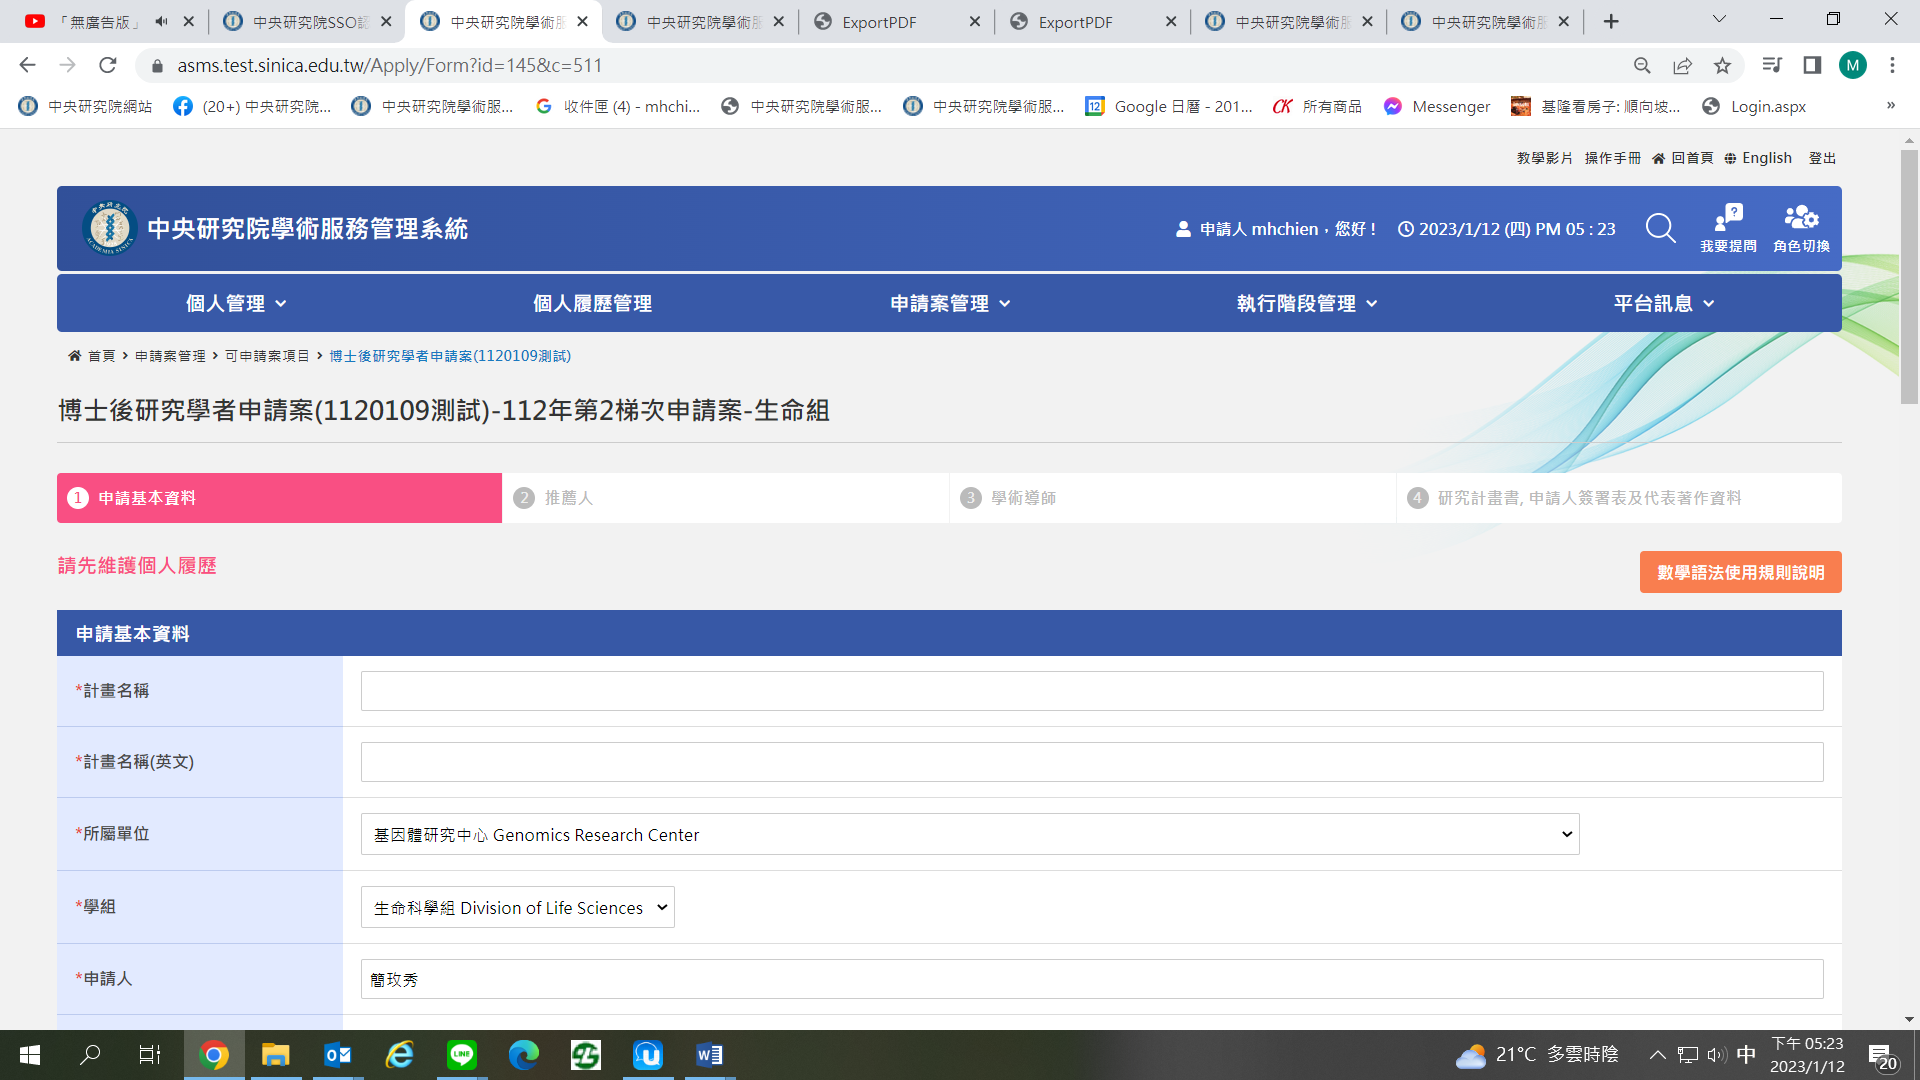 「無廣告版」
中央研究院SSO認
中央研究院學術服
中央研究院學術服
ExportPDF
ExportPDF
中央研究院學術服
中央研究院學術服
asms.test.sinica.edu.tw/Apply/Form?id=145&c=511
M
中央研究院網站
(20+) 中央研究院...
中央研究院學術服...
收件匣 (4) - mhchi...
中央研究院學術服...
中央研究院學術服...
12
Google 日曆 - 201...
CK
所有商品
Messenger
基隆看房子: 順向坡...
Login.aspx
»
教學影片 操作手冊 回首頁 English 登出
中央研究院學術服務管理系統
申請人 mhchien,您好!
2023/1/12 (四) PM 05 : 23
我要提問
角色切換
個人管理
個人履歷管理
申請案管理
執行階段管理
平台訊息
首頁 > 申請案管理 > 可申請案項目 > 博士後研究學者申請案(1120109測試)
博士後研究學者申請案(1120109測試)-112年第2梯次申請案-生命組
1 申請基本資料
2 推薦人
3 學術導師
4 研究計畫書, 申請人簽署表及代表著作資料
請先維護個人履歷
數學語法使用規則說明
申請基本資料
*計畫名稱
*計畫名稱(英文)
*所屬單位
基因體研究中心 Genomics Research Center
*學組
生命科學組 Division of Life Sciences
*申請人
簡玫秀
LINE
21°C 多雲時陰
中
下午 05:23
2023/1/12
20